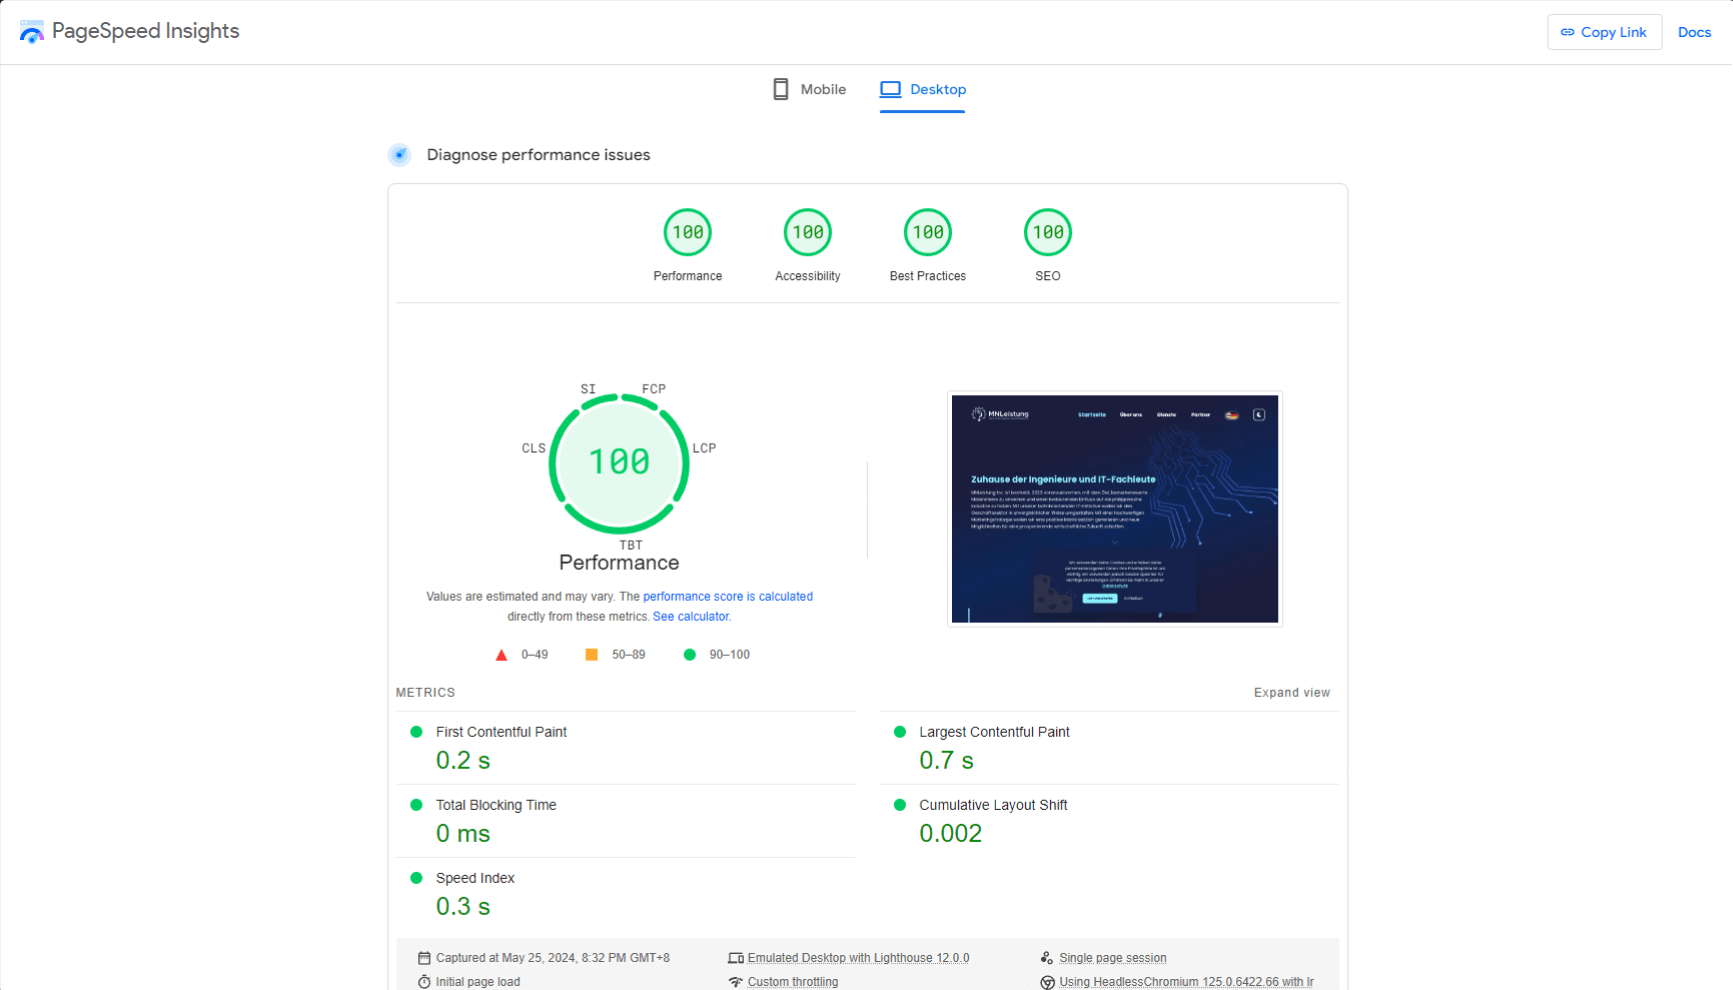 PageSpeed Insights
Copy Link
Docs
Mobile
Desktop
Diagnose performance issues
100
100
100
100
Performance
Accessibility
Best Practices
SEO
SI
FCP
CLS
LCP
100
TBT
Performance
Values are estimated and may vary. The performance score is calculated
directly from these metrics. See calculator.
0–49
50–89
90–100
MNLeistung
Startseite
Über uns
Dienste
Partner
Zuhause der Ingenieure und IT-Fachleute
METRICS
Expand view
First Contentful Paint
0.2 s
Largest Contentful Paint
0.7 s
Total Blocking Time
0 ms
Cumulative Layout Shift
0.002
Speed Index
0.3 s
Captured at May 25, 2024, 8:32 PM GMT+8
Emulated Desktop with Lighthouse 12.0.0
Single page session
Initial page load
Custom throttling
Using HeadlessChromium 125.0.6422.66 with lr